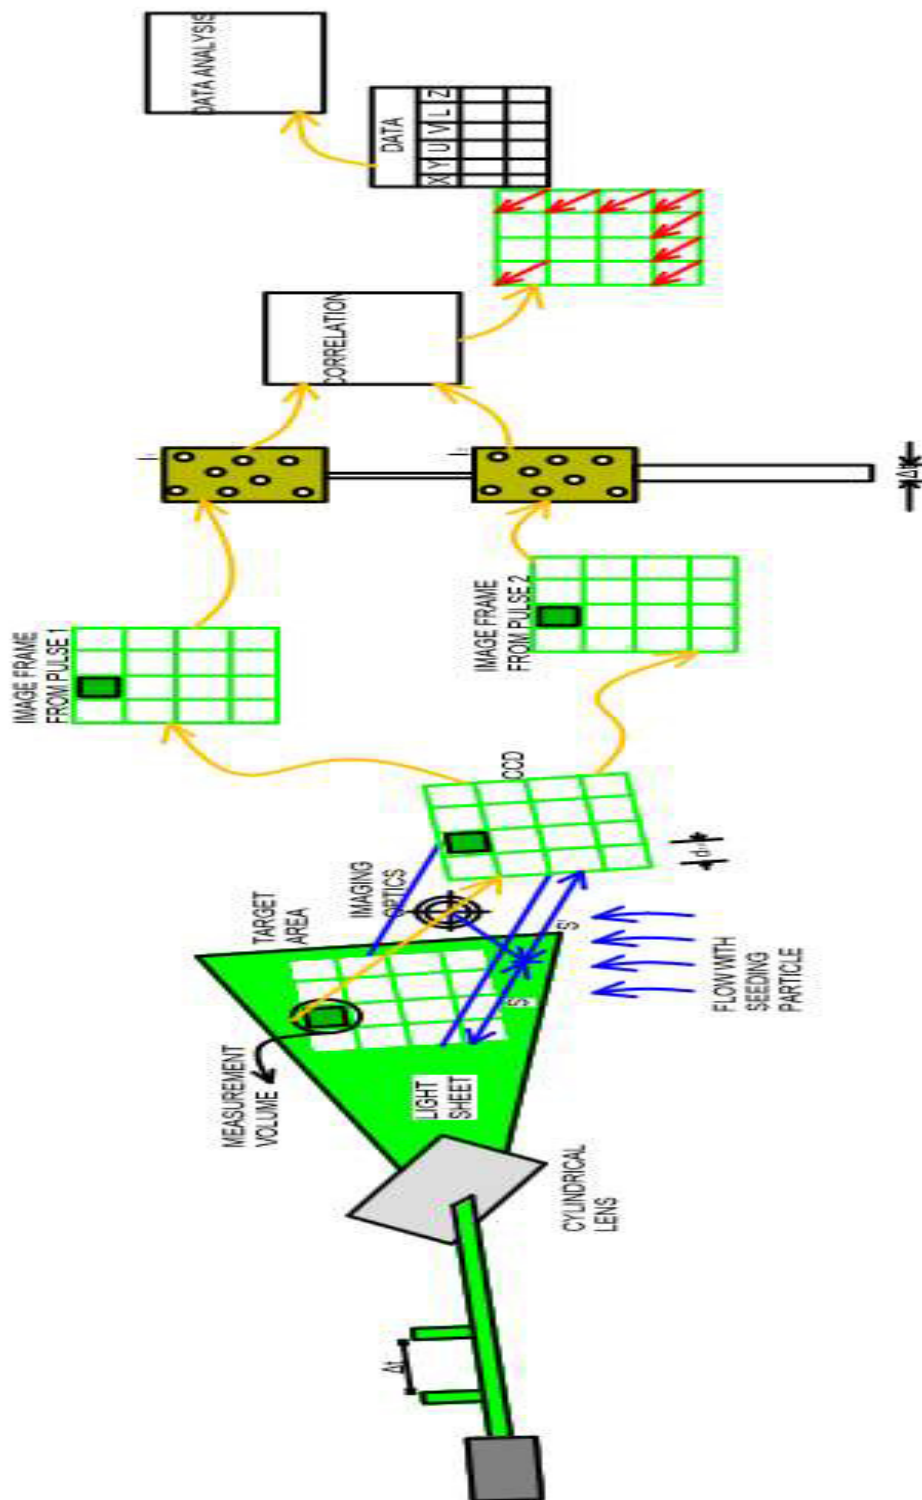 DATA ANALYSIS
DATA
X Y U V L Z
CORRELATION
IMAGE FRAME
FROM PULSE 1
IMAGE FRAME
FROM PULSE 2
CCD
IMAGING
OPTICS
TARGET
AREA
MEASUREMENT
VOLUME
LIGHT
SHEET
S
S'
FLOW WITH
SEEDING
PARTICLE
CYLINDRICAL
LENS
Δt